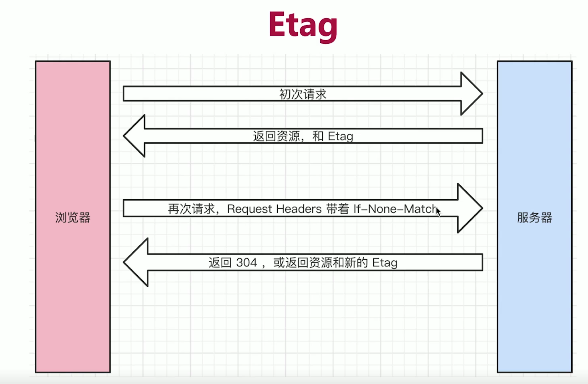 Etag
初次请求
返回资源，和 Etag
浏览器
再次请求，Request Headers 带着 If-None-Match
服务器
返回 304 ，或返回资源和新的 Etag